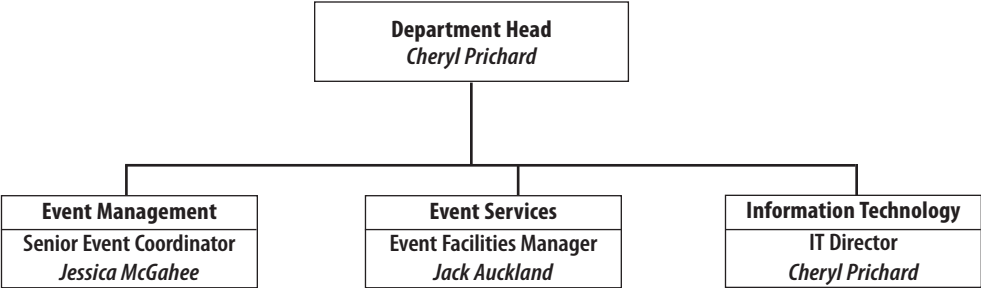 Department Head
Cheryl Prichard
Event Management
Senior Event Coordinator
Jessica McGahee
Event Services
Event Facilities Manager
Jack Auckland
Information Technology
IT Director
Cheryl Prichard